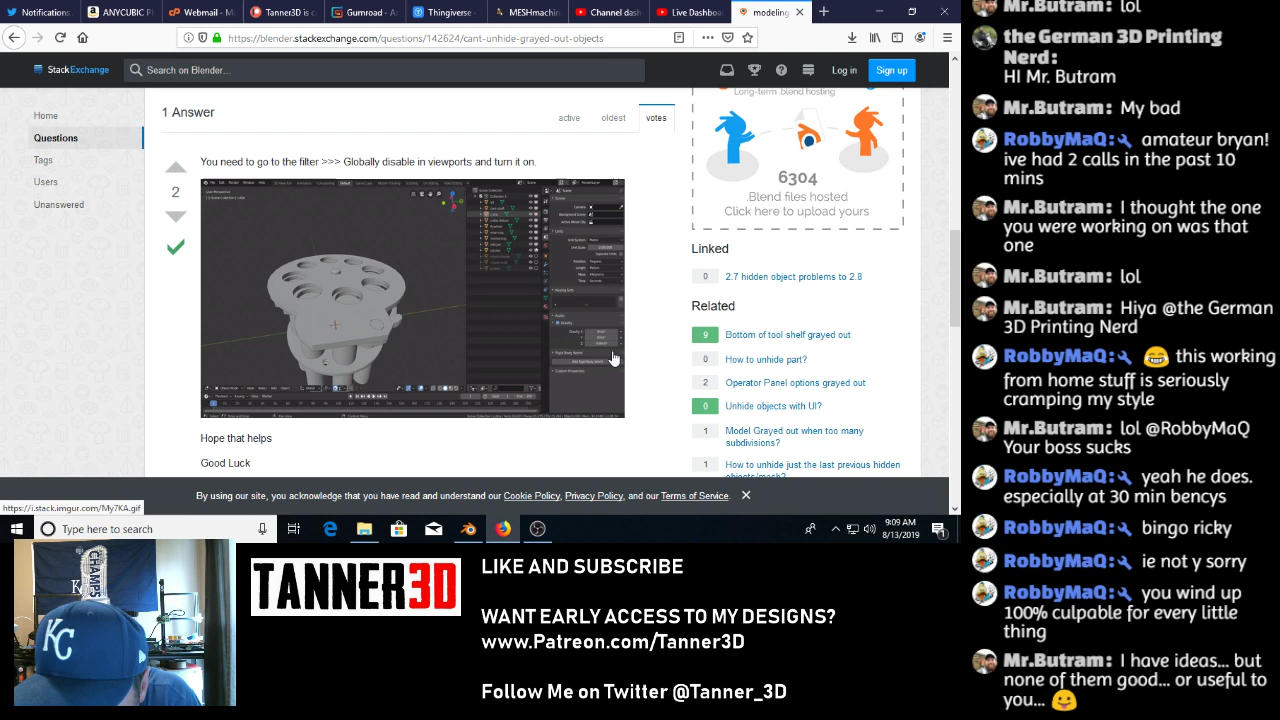 Notifications
ANYCUBIC P
Webmail - M
Tanner3D is c
Gumroad - A
Thingiverse -
MESHmachin
Channel dash
Live Dashboa
modeling
https://blender.stackexchange.com/questions/142624/cant-unhide-grayed-out-objects
StackExchange
Search on Blender...
Log in
Sign up
Home
Questions
Tags
Users
Unanswered
1 Answer
active
oldest
votes
2
You need to go to the filter >>> Globally disable in viewports and turn it on.
Hope that helps
Good Luck
Long-term .blend hosting
6304
.Blend files hosted
Click here to upload yours
Linked
0 2.7 hidden object problems to 2.8
Related
9 Bottom of tool shelf grayed out
0 How to unhide part?
2 Operator Panel options grayed out
0 Unhide objects with UI?
1 Model Grayed out when too many
subdivisions?
1 How to unhide just the last previous hidden
objects/mesh?
By using our site, you acknowledge that you have read and understand our Cookie Policy, Privacy Policy, and our Terms of Service.
https://i.stack.imgur.com/My7KA.gif
Type here to search
9:09 AM
8/13/2019
1
KC
CHAMPS
TANNER3D
LIKE AND SUBSCRIBE
WANT EARLY ACCESS TO MY DESIGNS?
www.Patreon.com/Tanner3D
Follow Me on Twitter @Tanner_3D
Mr.Butram: lol
the German 3D Printing
Nerd:
HI Mr. Butram
Mr.Butram: My bad
RobbyMaQ: amateur bryan!
ive had 2 calls in the past 10
mins
Mr.Butram: I thought the one
you were working on was that
one
Mr.Butram: lol
Mr.Butram: Hiya @the German
3D Printing Nerd
RobbyMaQ: 😂 this working
from home stuff is seriously
cramping my style
Mr.Butram: lol @RobbyMaQ
Your boss sucks
RobbyMaQ: yeah he does.
especially at 30 min bencys
RobbyMaQ: bingo ricky
RobbyMaQ: ie not y sorry
RobbyMaQ: you wind up
100% culpable for every little
thing
Mr.Butram: I have ideas... but
none of them good... or useful to
you... 😛